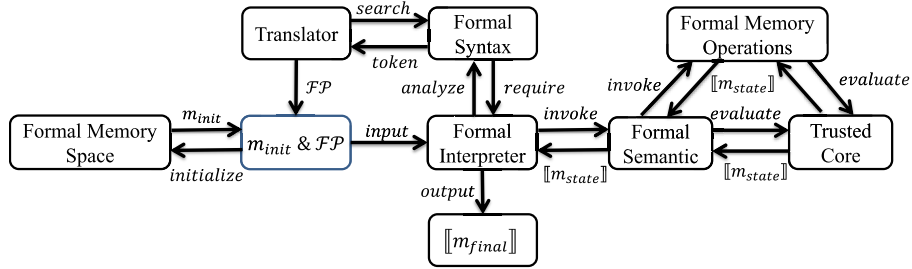 search
Translator
Formal
Syntax
token
Formal Memory
Operations
ℱ𝒫
analyze
require
invoke
⟦m_state⟧
evaluate
Formal Memory
Space
m_init
initialize
m_init & ℱ𝒫
input
Formal
Interpreter
invoke
⟦m_state⟧
Formal
Semantic
evaluate
⟦m_state⟧
Trusted
Core
output
⟦m_final⟧